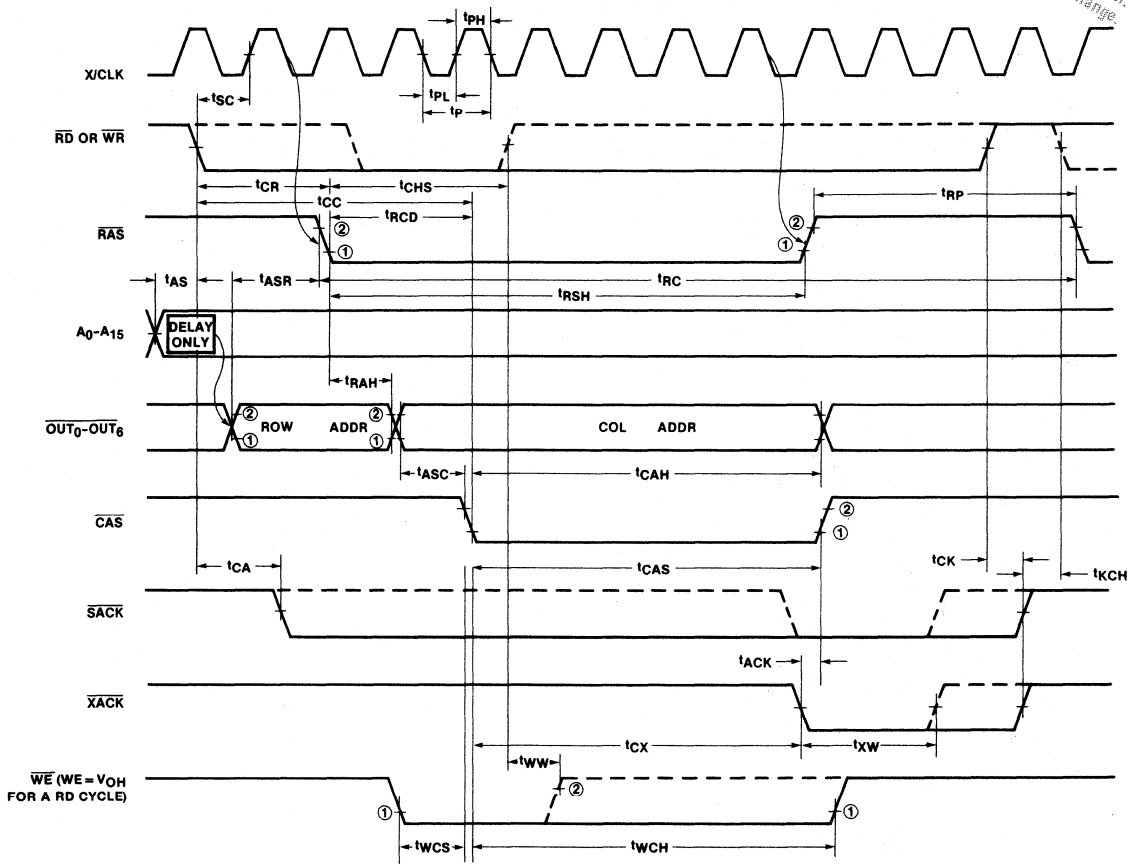 hange.
tPH
X/CLK
tSC
tPL
tP
RD OR WR
tCR
tCHS
tCC
tRCD
tRP
RAS
②
①
②
①
tAS
tASR
tRC
tRSH
A0-A15
DELAY
ONLY
tRAH
OUT0-OUT6
②
①
ROW ADDR
②
①
COL ADDR
tASC
tCAH
CAS
②
①
tCA
tCAS
tCK
tKCH
SACK
tACK
XACK
tCX
tXW
tWW
WE (WE = VOH
FOR A RD CYCLE)
①
②
①
tWCS
tWCH